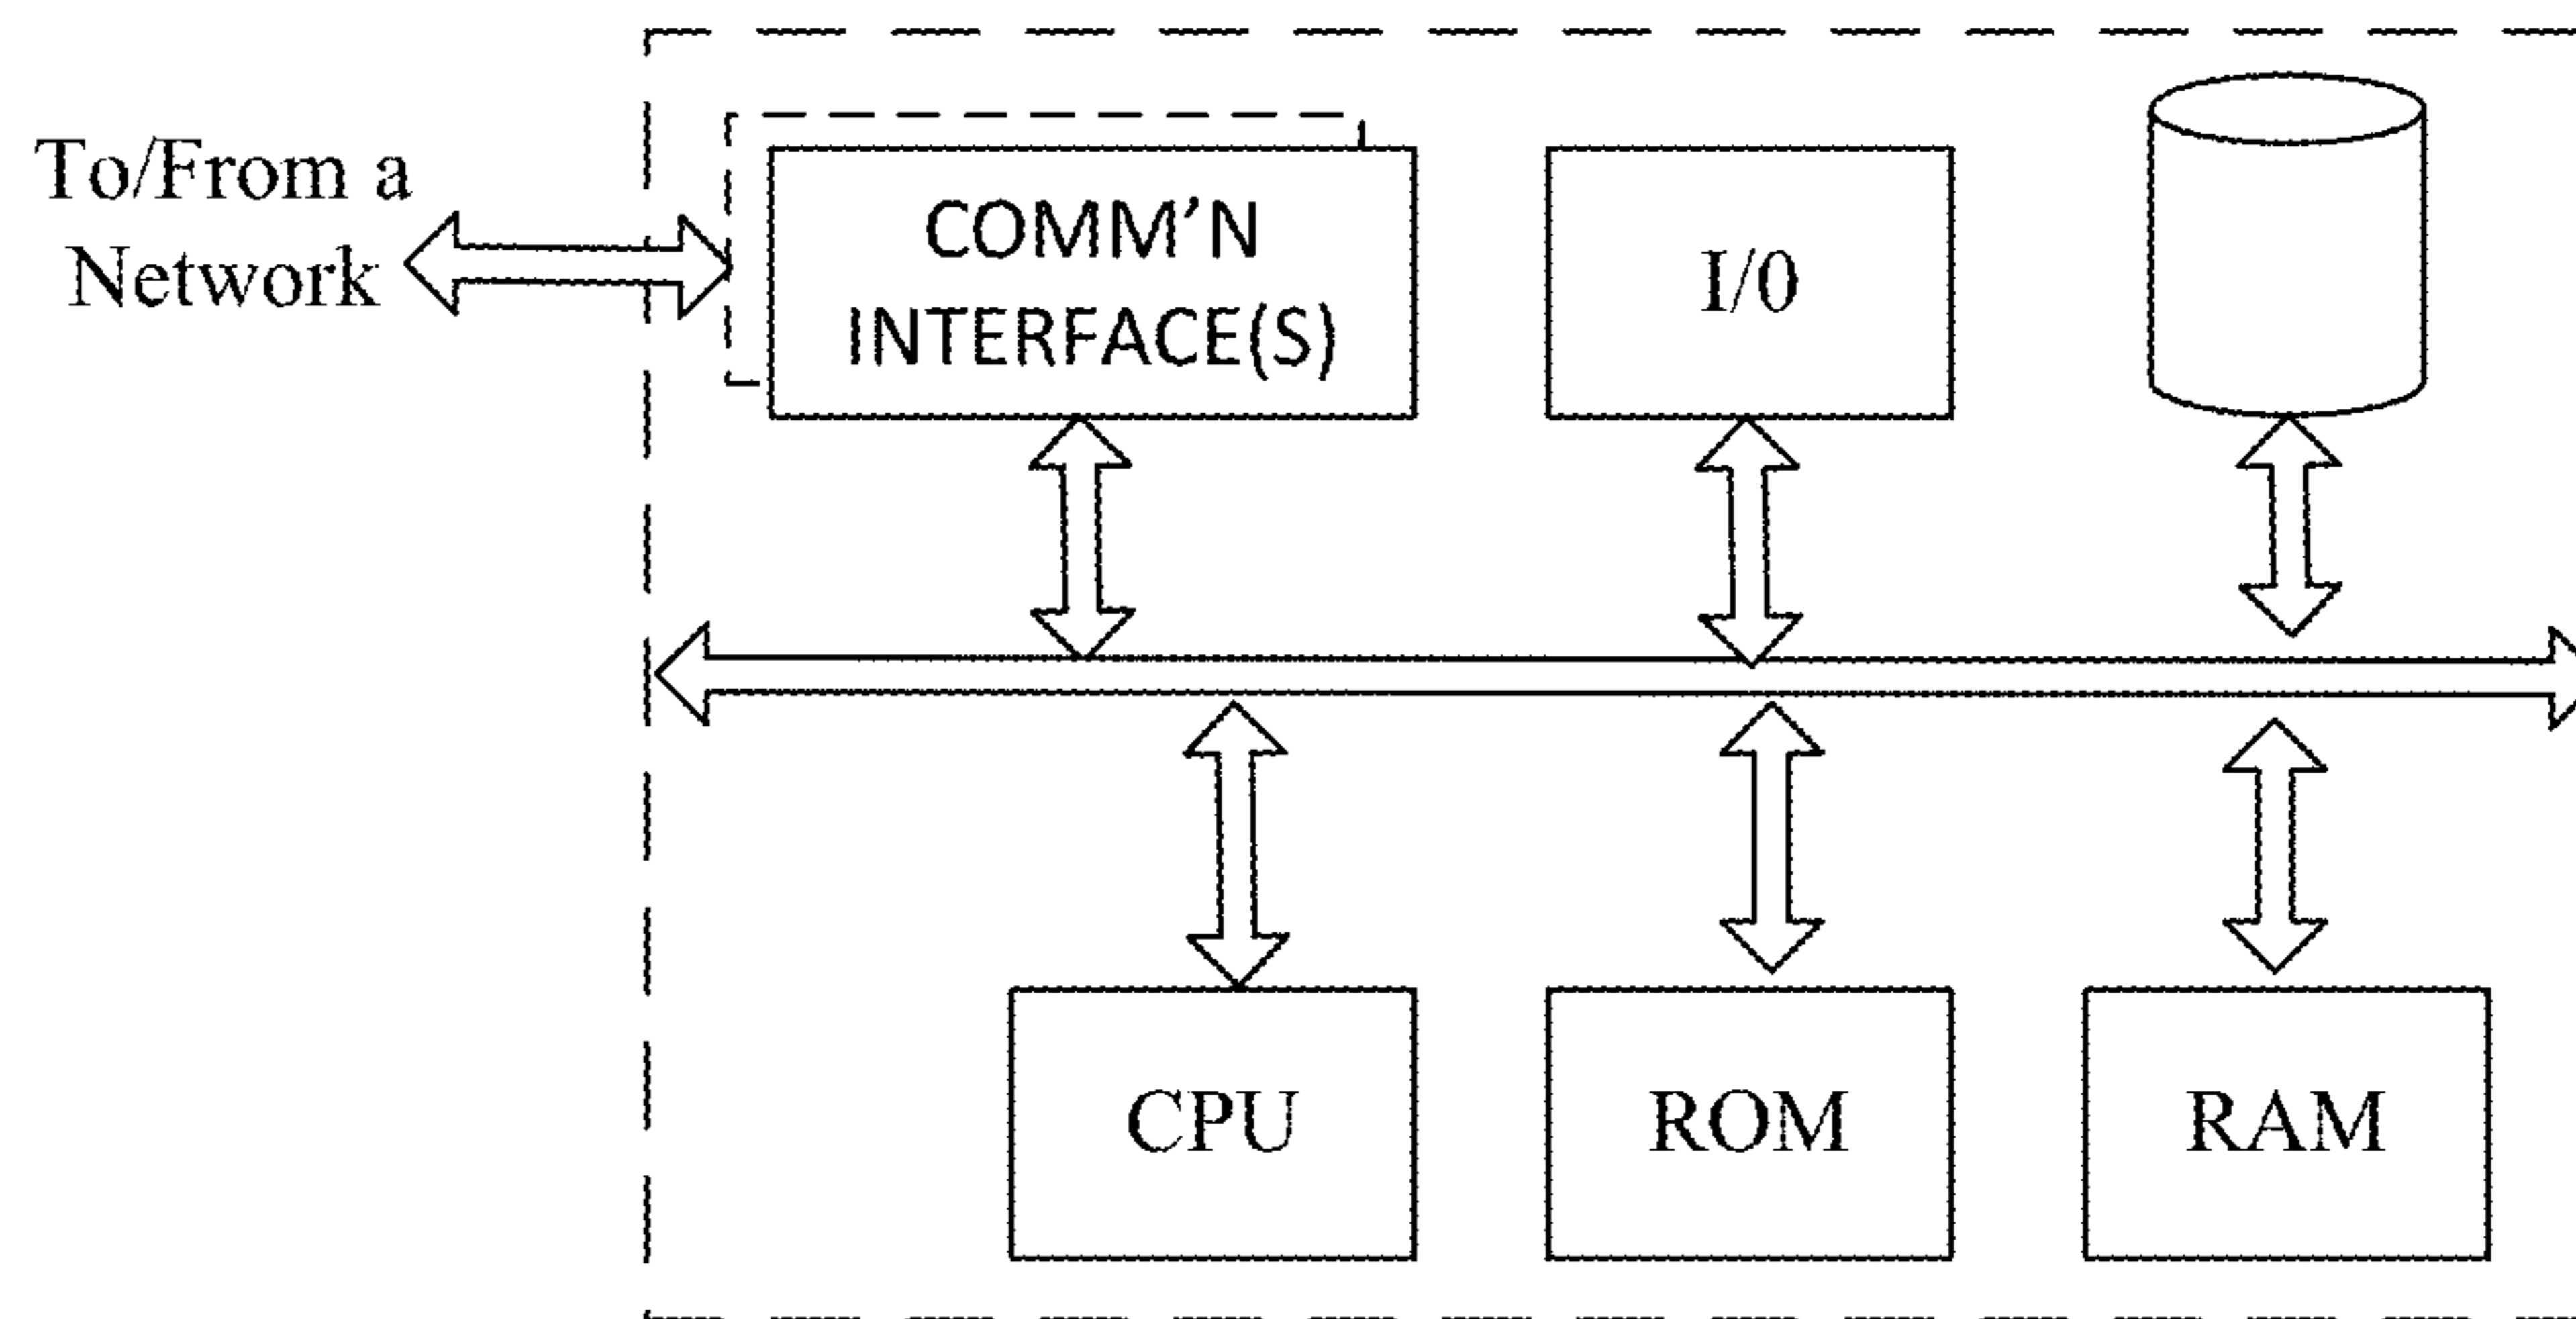 To/From a
Network
COMM’N
INTERFACE(S)
I/0
CPU
ROM
RAM